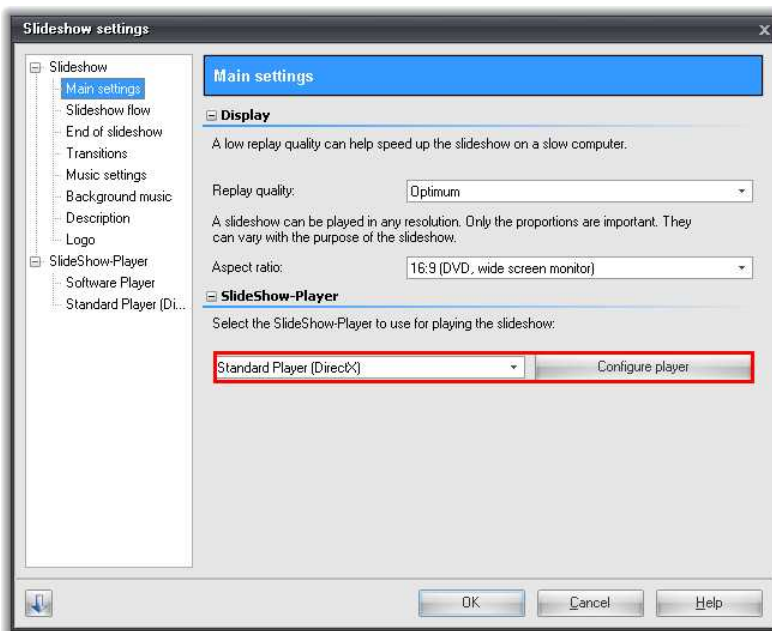 Slideshow settings
x
Slideshow
Main settings
Slideshow flow
End of slideshow
Transitions
Music settings
Background music
Description
Logo
SlideShow-Player
Software Player
Standard Player (Di...
Main settings
Display
A low replay quality can help speed up the slideshow on a slow computer.
Replay quality: Optimum
A slideshow can be played in any resolution. Only the proportions are important. They
can vary with the purpose of the slideshow.
Aspect ratio: 16:9 (DVD, wide screen monitor)
SlideShow-Player
Select the SlideShow-Player to use for playing the slideshow:
Standard Player (DirectX) Configure player
OK Cancel Help